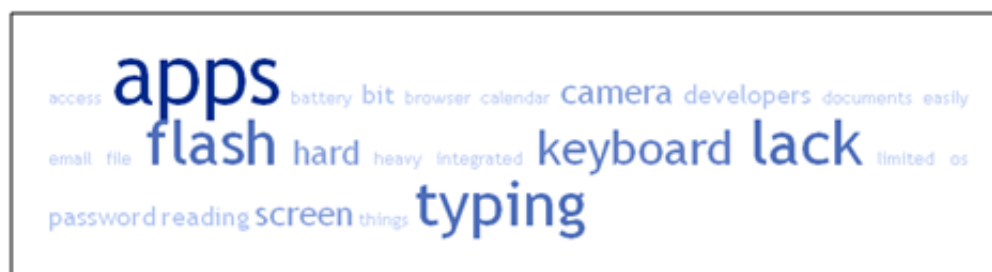 access apps battery bit browser calendar camera developers documents easily
email file flash hard heavy integrated keyboard lack limited os
password reading screen things typing